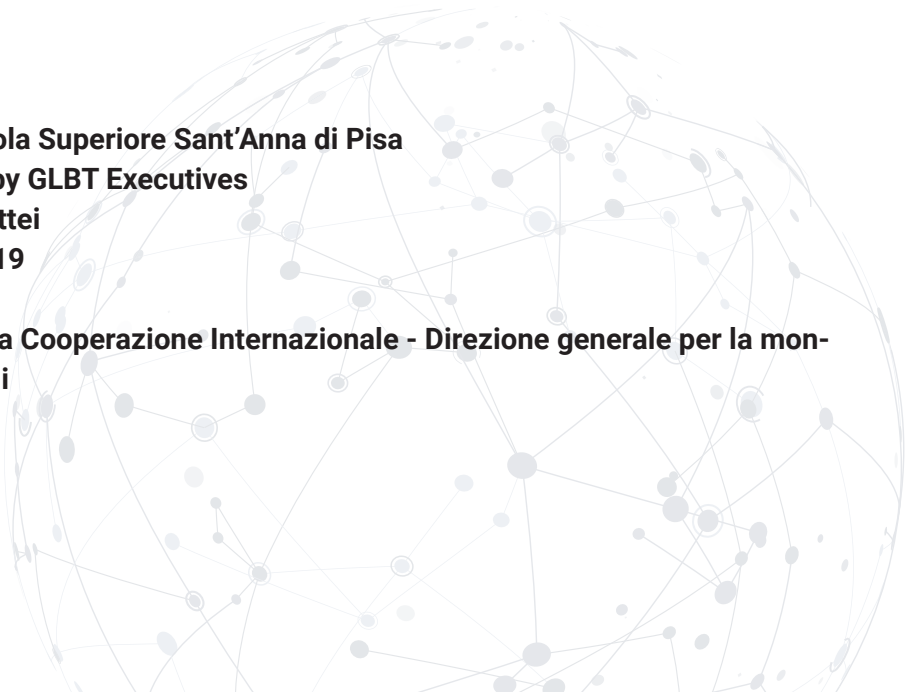 ola Superiore Sant'Anna di Pisa
by GLBT Executives
ttei
19
a Cooperazione Internazionale - Direzione generale per la mon-
i